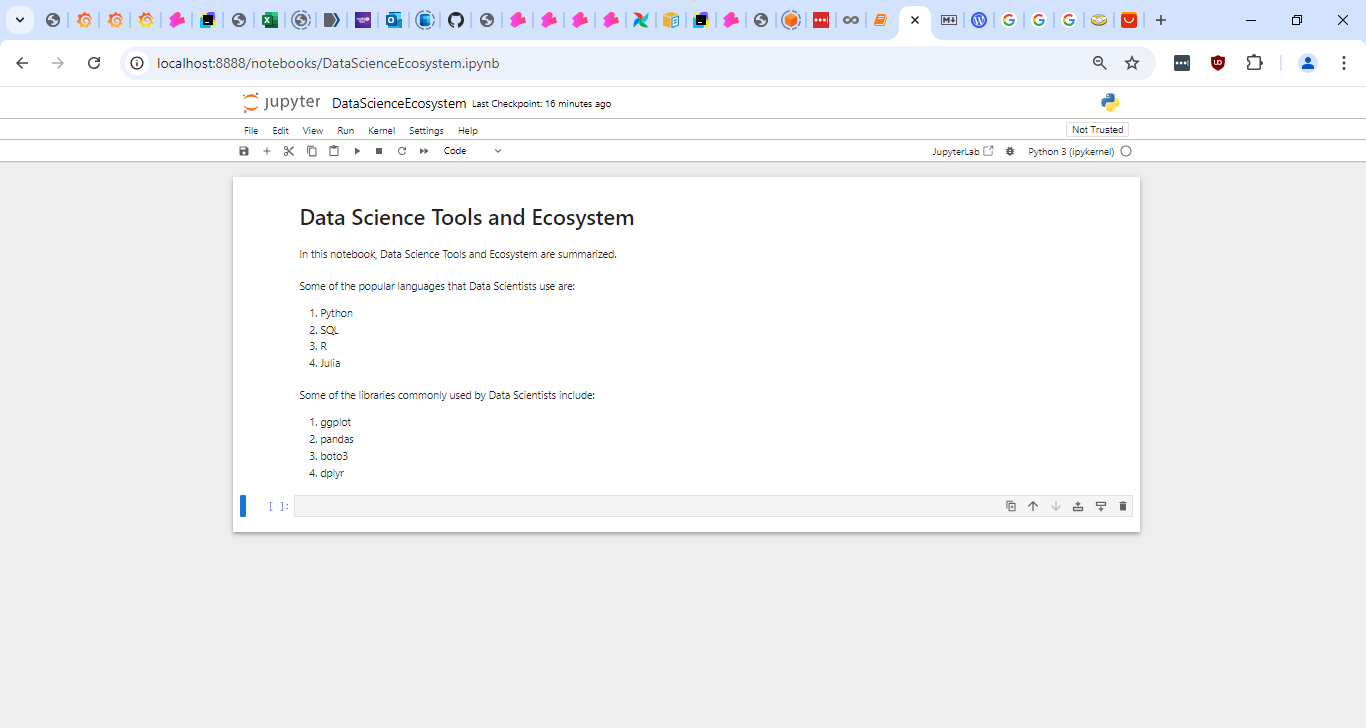 localhost:8888/notebooks/DataScienceEcosystem.ipynb
jupyter DataScienceEcosystem Last Checkpoint: 16 minutes ago
File Edit View Run Kernel Settings Help
Not Trusted
Code
JupyterLab
Python 3 (ipykernel)
Data Science Tools and Ecosystem
In this notebook, Data Science Tools and Ecosystem are summarized.
Some of the popular languages that Data Scientists use are:
1. Python
2. SQL
3. R
4. Julia
Some of the libraries commonly used by Data Scientists include:
1. ggplot
2. pandas
3. boto3
4. dplyr
[ ]: